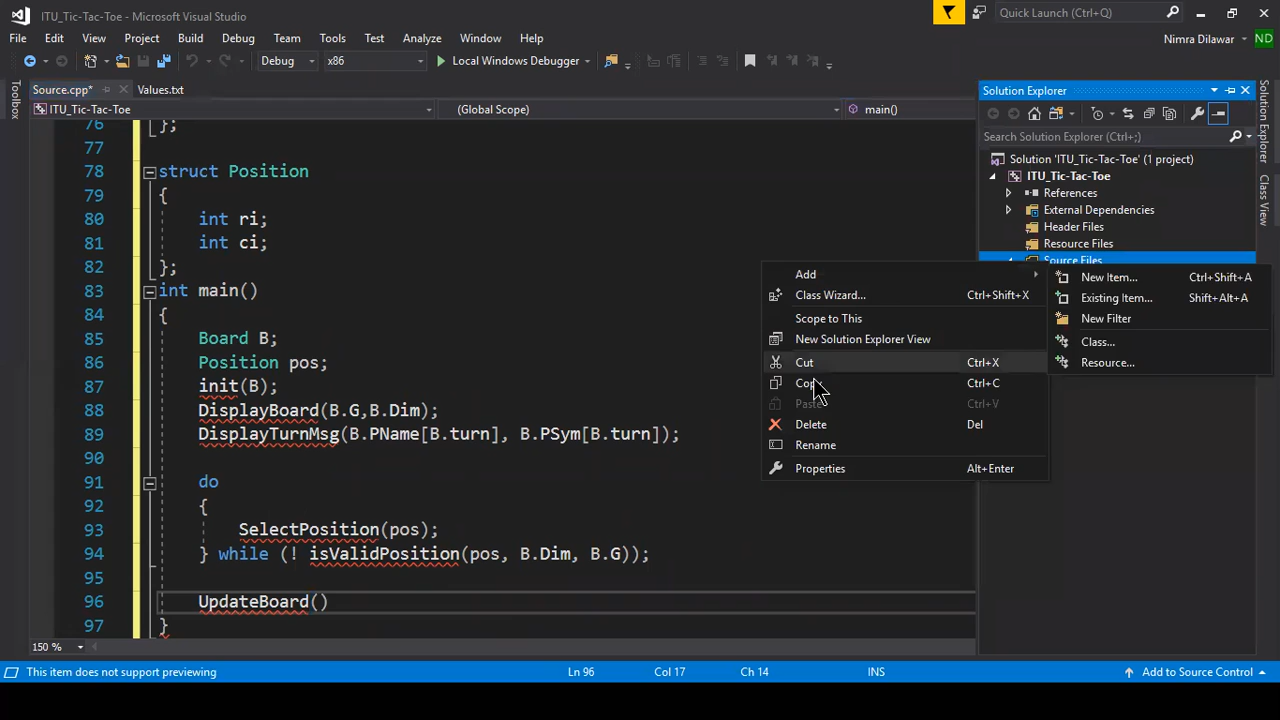 ITU_Tic-Tac-Toe - Microsoft Visual Studio
Quick Launch (Ctrl+Q)
File Edit View Project Build Debug Team Tools Test Analyze Window Help
Nimra Dilawar ND
Debug x86 Local Windows Debugger
Toolbox
Source.cpp* Values.txt
ITU_Tic-Tac-Toe (Global Scope) main()
76 };
77
78 struct Position
79 {
80 int ri;
81 int ci;
82 };
83 int main()
84 {
85 Board B;
86 Position pos;
87 init(B);
88 DisplayBoard(B.G,B.Dim);
89 DisplayTurnMsg(B.PName[B.turn], B.PSym[B.turn]);
90
91 do
92 {
93 SelectPosition(pos);
94 } while (! isValidPosition(pos, B.Dim, B.G));
95
96 UpdateBoard()
97 }
150 %
Solution Explorer
Search Solution Explorer (Ctrl+;)
Solution 'ITU_Tic-Tac-Toe' (1 project)
ITU_Tic-Tac-Toe
References
External Dependencies
Header Files
Resource Files
Source Files
Solution Explorer
Class View
Add
Class Wizard... Ctrl+Shift+X
Scope to This
New Solution Explorer View
Cut Ctrl+X
Copy Ctrl+C
Paste Ctrl+V
Delete Del
Rename
Properties Alt+Enter
New Item... Ctrl+Shift+A
Existing Item... Shift+Alt+A
New Filter
Class...
Resource...
This item does not support previewing Ln 96 Col 17 Ch 14 INS Add to Source Control